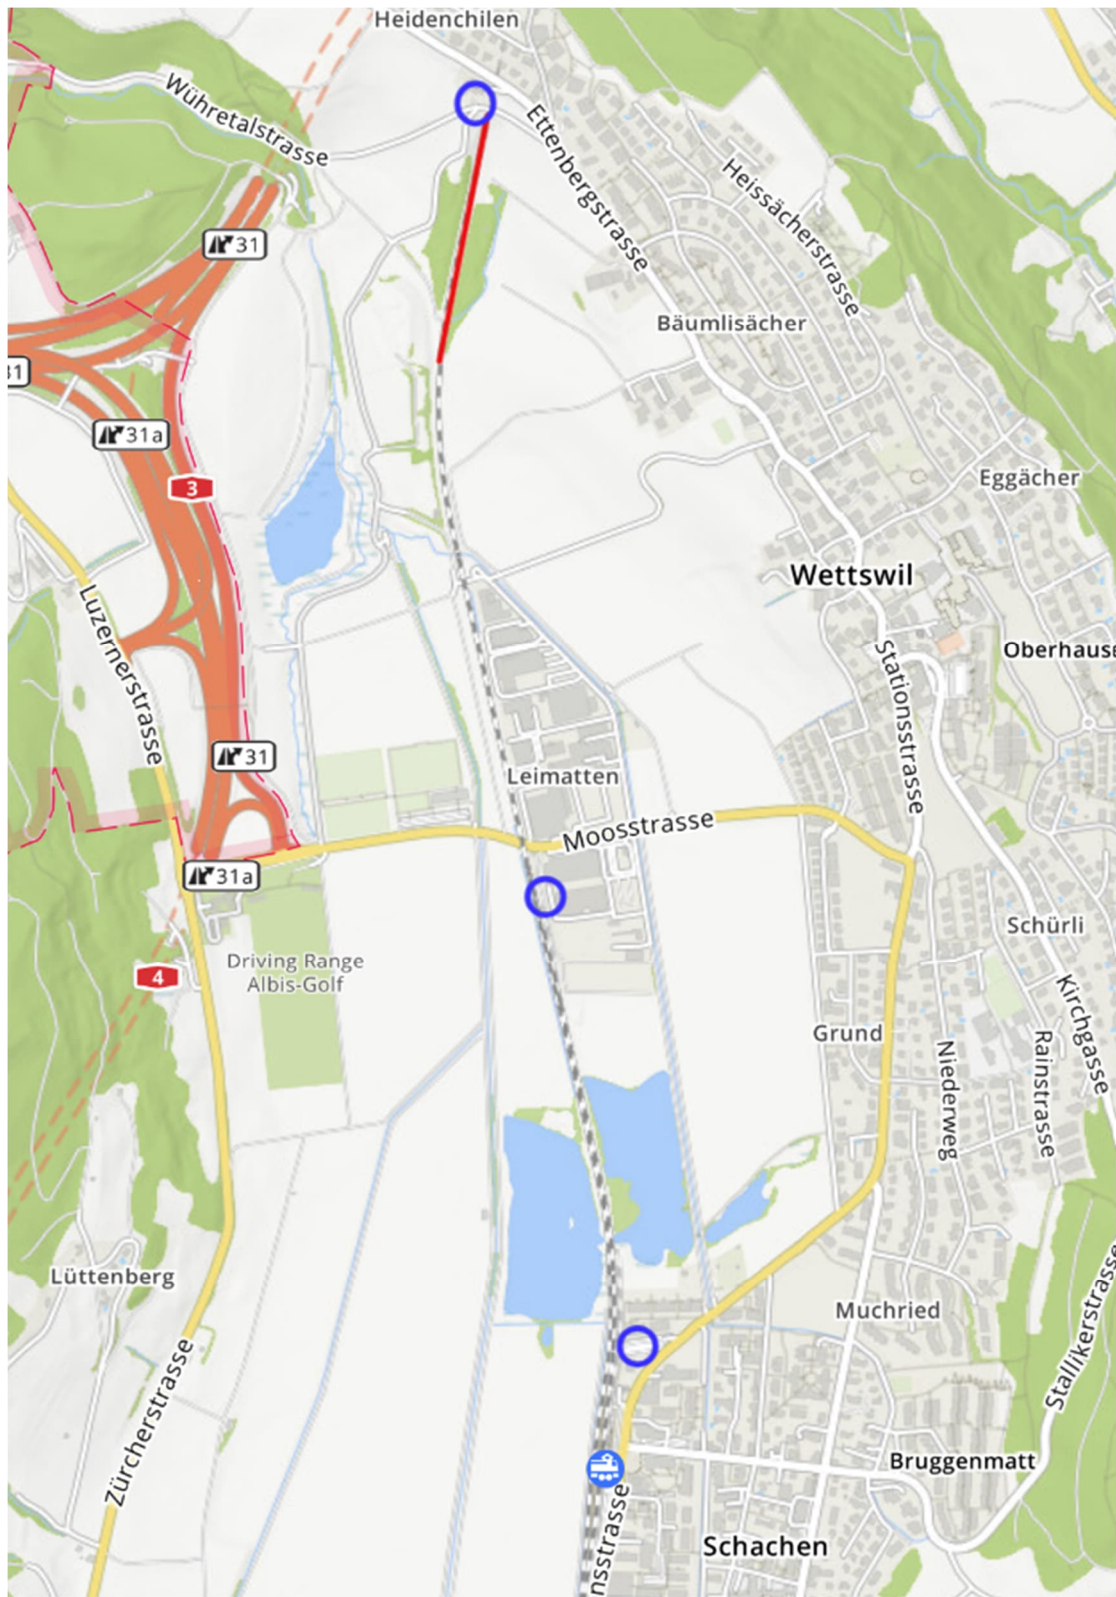 Heidenchilen
Wühretalstrasse
Ettenbergstrasse
Heissächerstrasse
31
Bäumlisächer
31
31a
3
Eggächer
Wettswil
Luzernerstrasse
Oberhause
Stationsstrasse
31
Leimatten
Moosstrasse
31a
Schürli
Driving Range
Albis-Golf
4
Kirchgasse
Grund
Niederweg
Rainstrasse
Lüttenberg
Muchried
Stallikerstrasse
Zürcherstrasse
Bruggenmatt
nsstrasse
Schachen